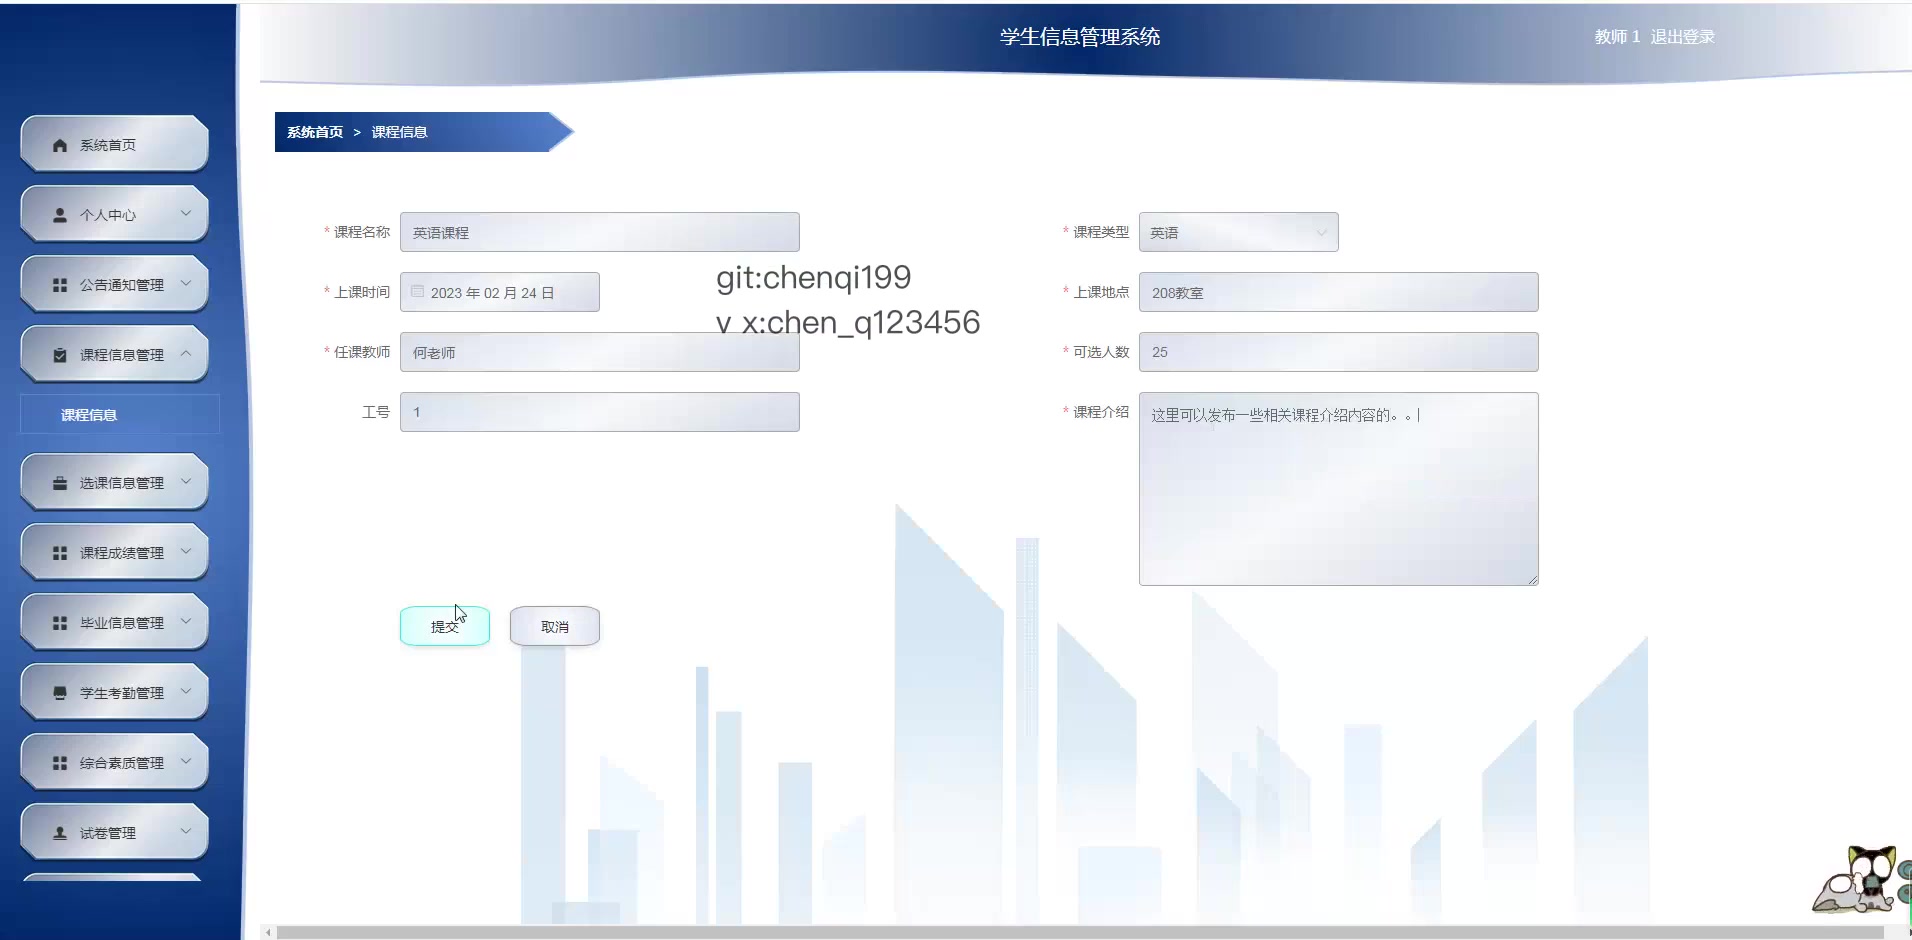 学生信息管理系统
教师 1 退出登录
系统首页
个人中心
公告通知管理
课程信息管理
课程信息
选课信息管理
课程成绩管理
毕业信息管理
学生考勤管理
综合素质管理
试卷管理
系统首页 > 课程信息
* 课程名称 英语课程
* 课程类型 英语
* 上课时间 2023 年 02 月 24 日
* 上课地点 208教室
git:chenqi199
v x:chen_q123456
* 任课教师 何老师
* 可选人数 25
工号 1
* 课程介绍 这里可以发布一些相关课程介绍内容的。。
提交 取消